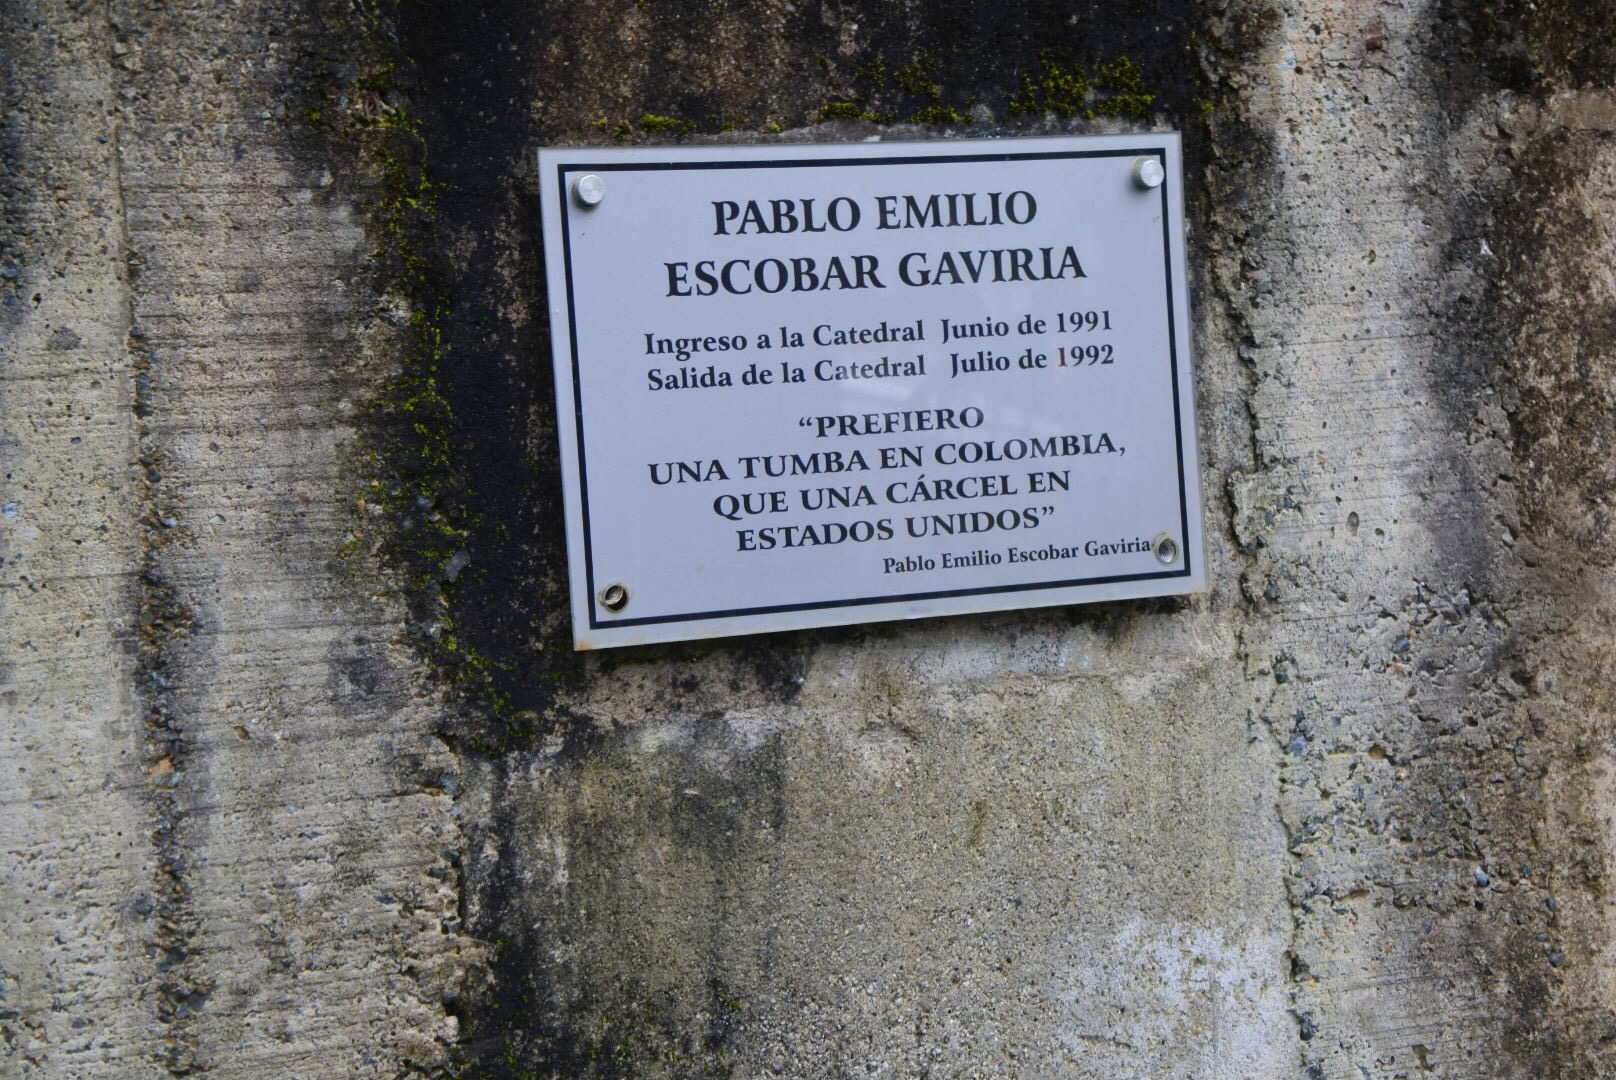 PABLO EMILIO
ESCOBAR GAVIRIA
Ingreso a la Catedral Junio de 1991
Salida de la Catedral Julio de 1992
“PREFIERO
UNA TUMBA EN COLOMBIA,
QUE UNA CÁRCEL EN
ESTADOS UNIDOS”
Pablo Emilio Escobar Gaviria